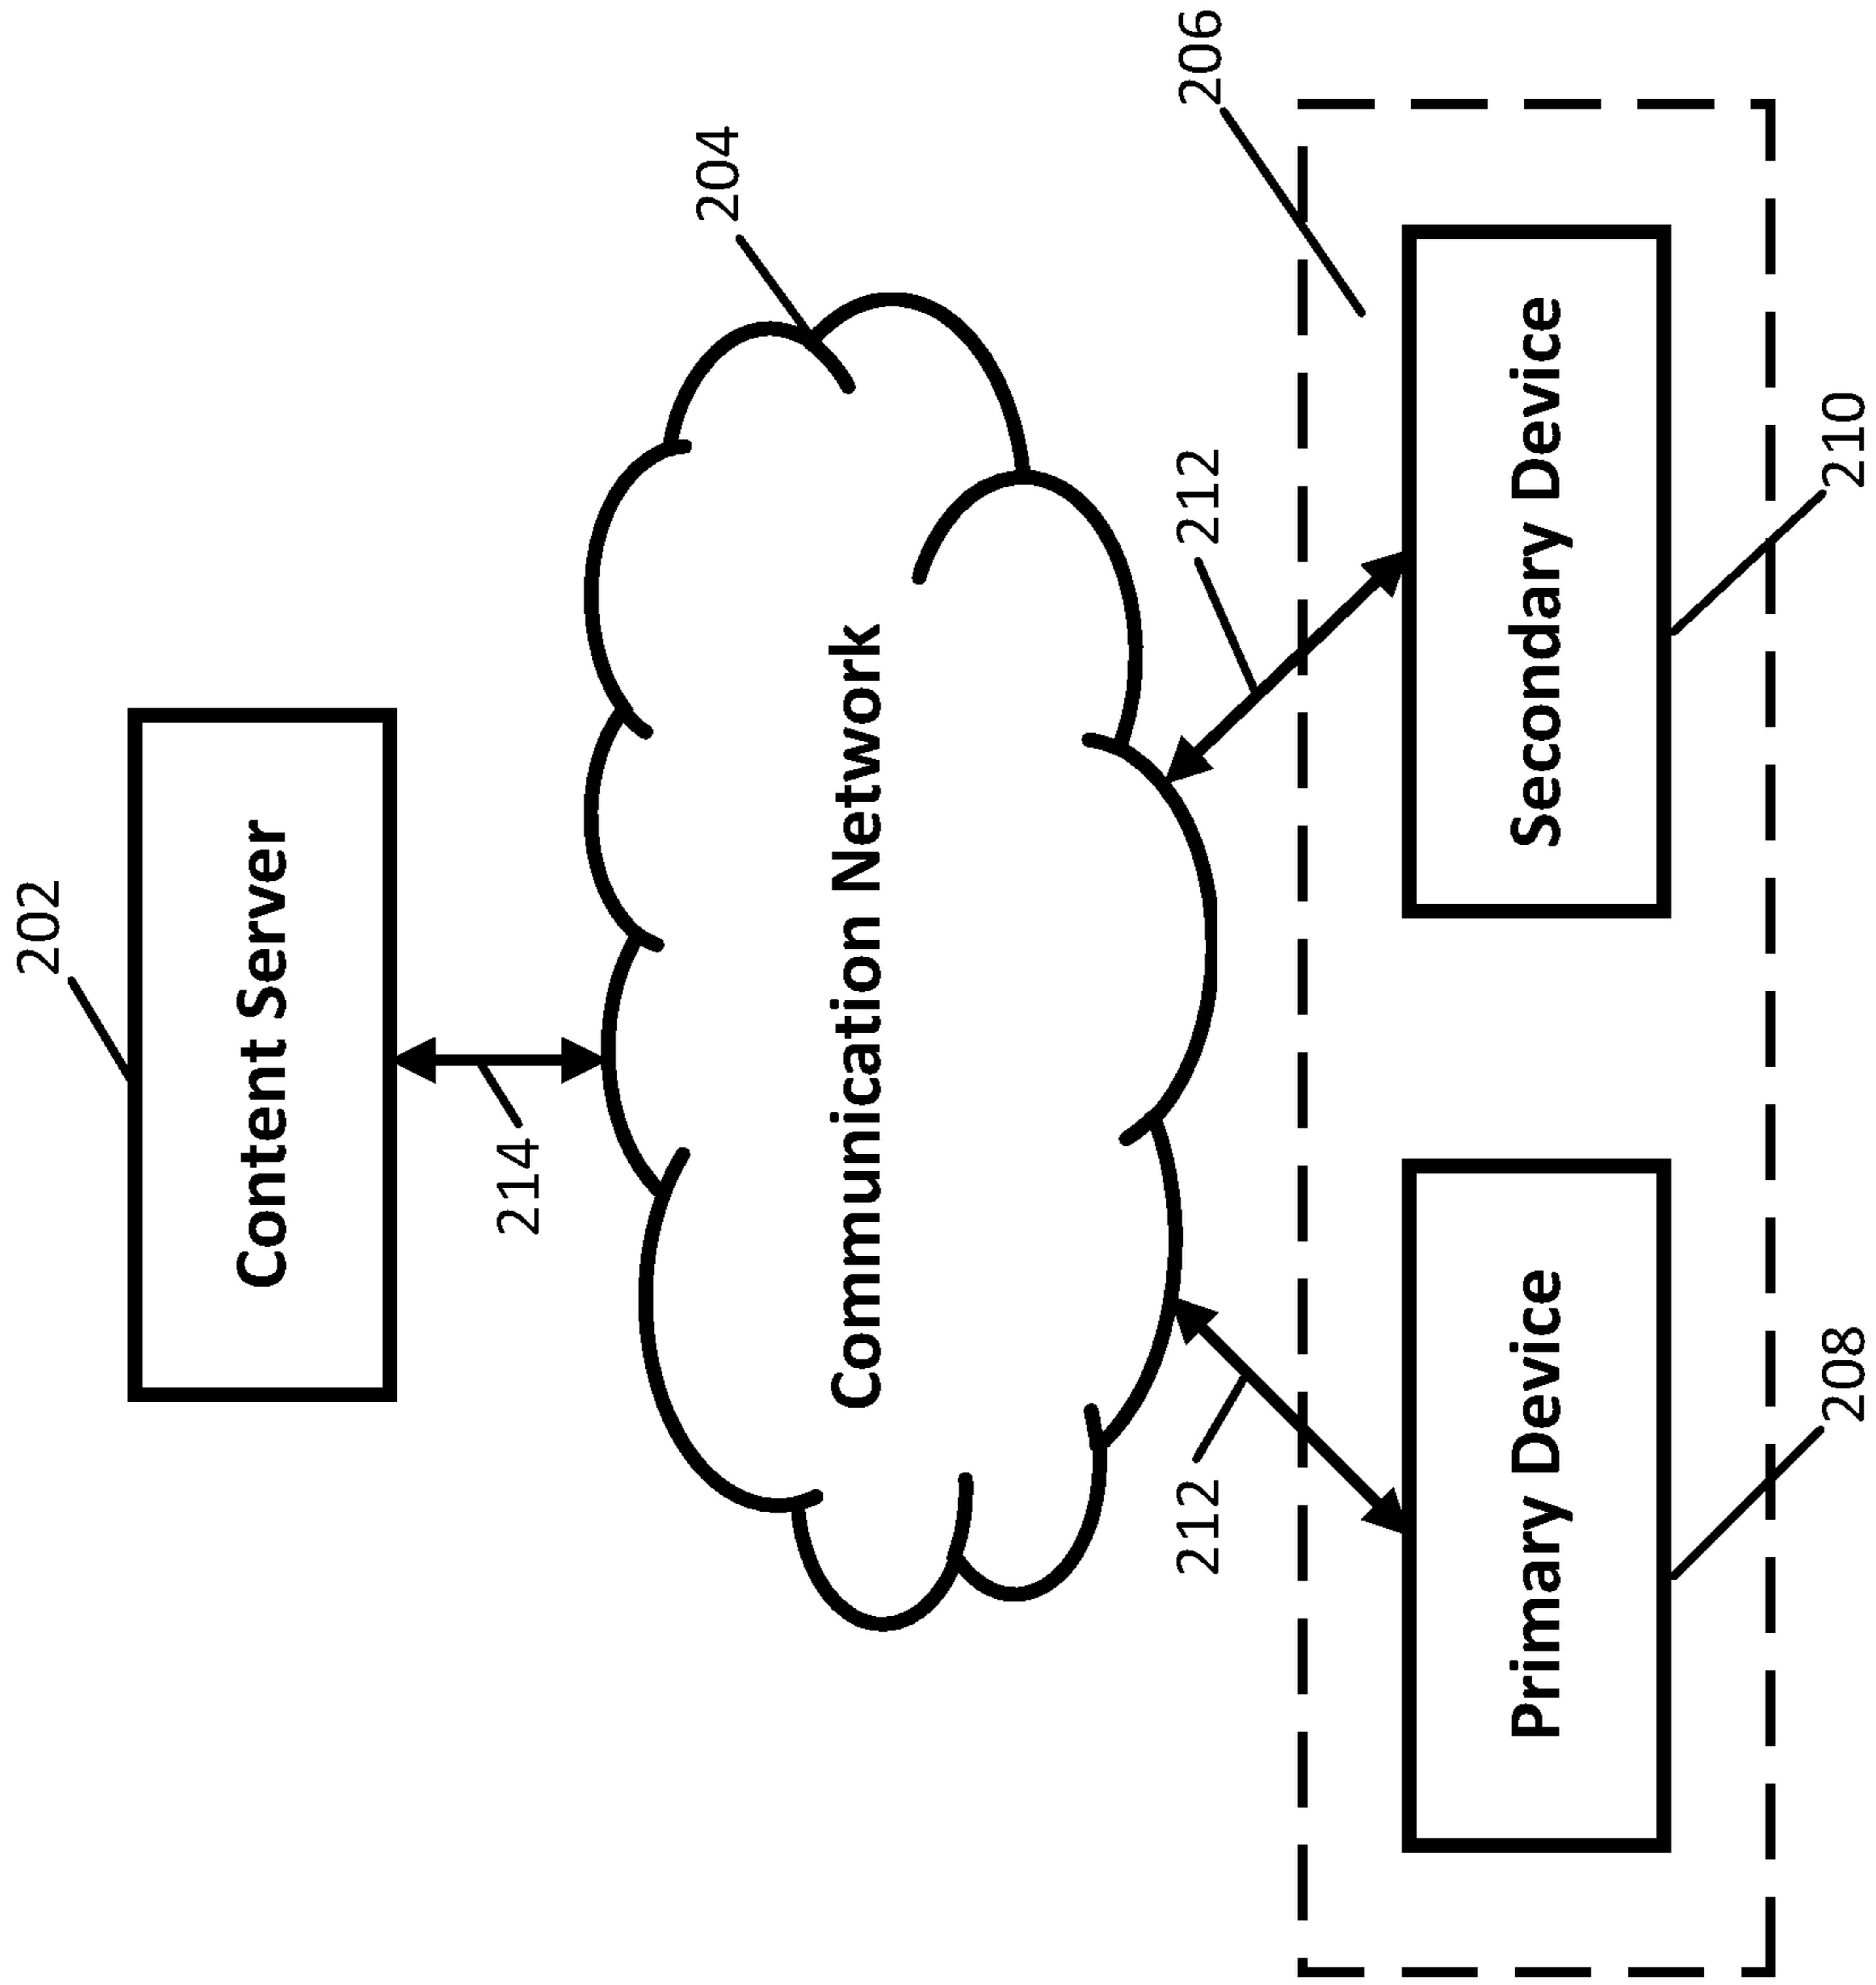 202
Content Server
214
204
Communication Network
212
212
206
Primary Device
Secondary Device
208
210